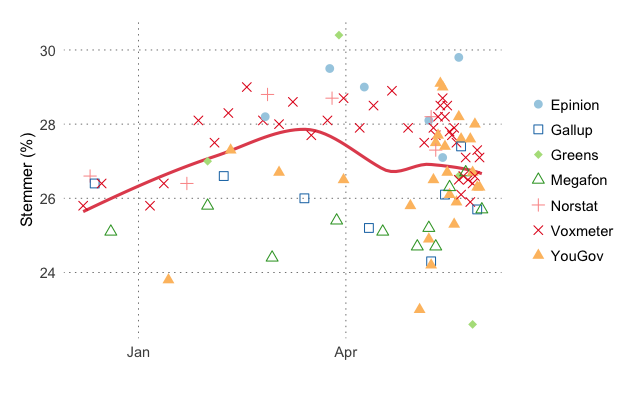 30
28
26
24
Stemmer (%)
Jan
Apr
Epinion
Gallup
Greens
Megafon
Norstat
Voxmeter
YouGov